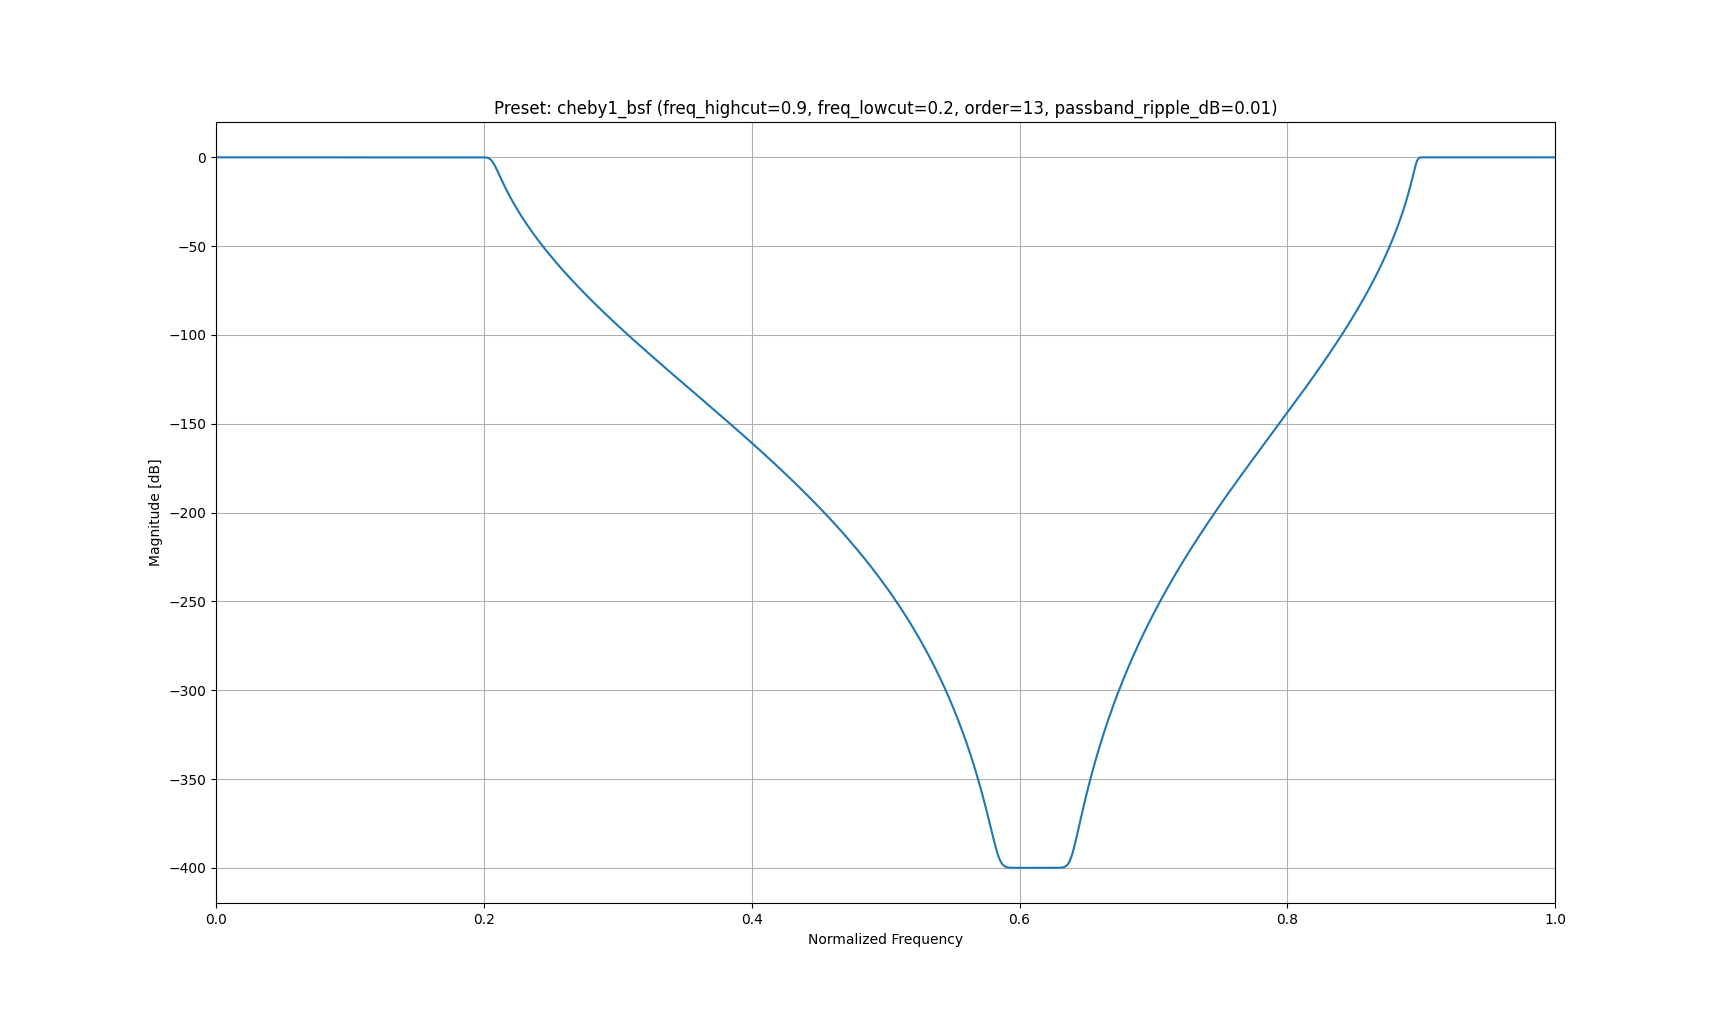 Preset: cheby1_bsf (freq_highcut=0.9, freq_lowcut=0.2, order=13, passband_ripple_dB=0.01)
0
−50
−100
−150
−200
−250
−300
−350
−400
Magnitude [dB]
0.0 0.2 0.4 0.6 0.8 1.0
Normalized Frequency